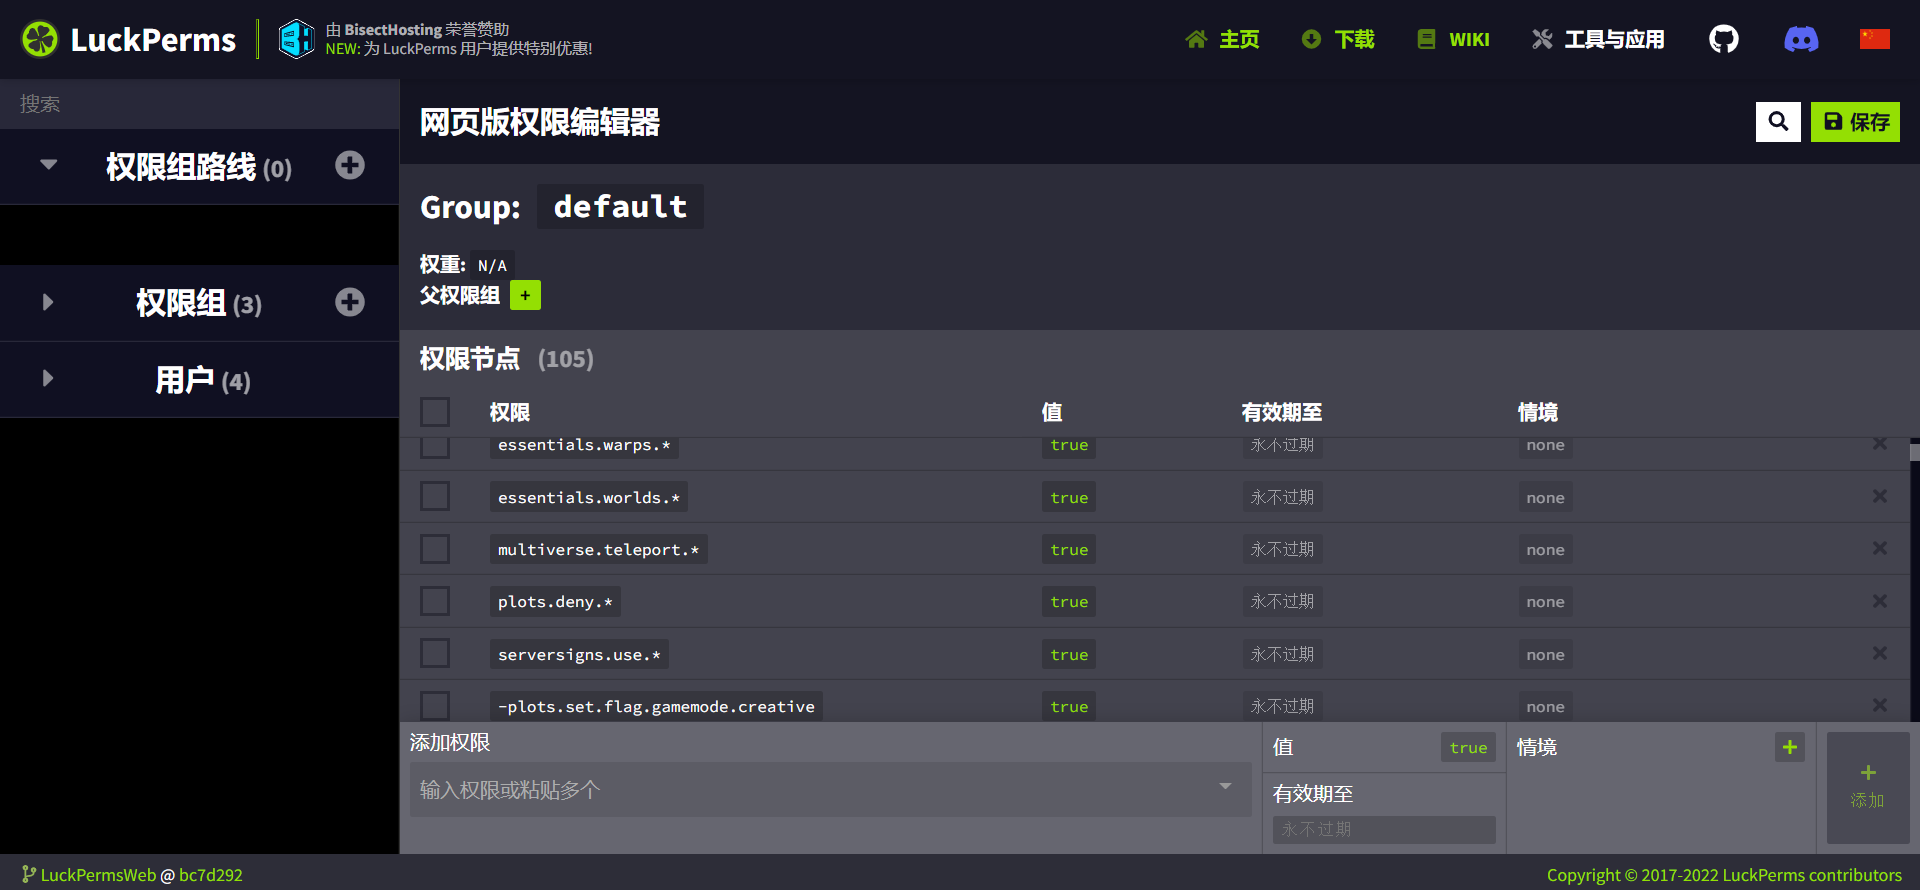 LuckPerms
由 BisectHosting 荣誉赞助
NEW: 为 LuckPerms 用户提供特别优惠!
主页
下载
WIKI
工具与应用
搜索
权限组路线 (0)
权限组 (3)
用户 (4)
网页版权限编辑器
保存
Group: default
权重: N/A
父权限组 +
权限节点 (105)
权限 值 有效期至 情境
essentials.warps.* true 永不过期 none
essentials.worlds.* true 永不过期 none
multiverse.teleport.* true 永不过期 none
plots.deny.* true 永不过期 none
serversigns.use.* true 永不过期 none
-plots.set.flag.gamemode.creative true 永不过期 none
添加权限
输入权限或粘贴多个
值 true
有效期至
永不过期
情境 +
+
添加
LuckPermsWeb @ bc7d292
Copyright © 2017-2022 LuckPerms contributors